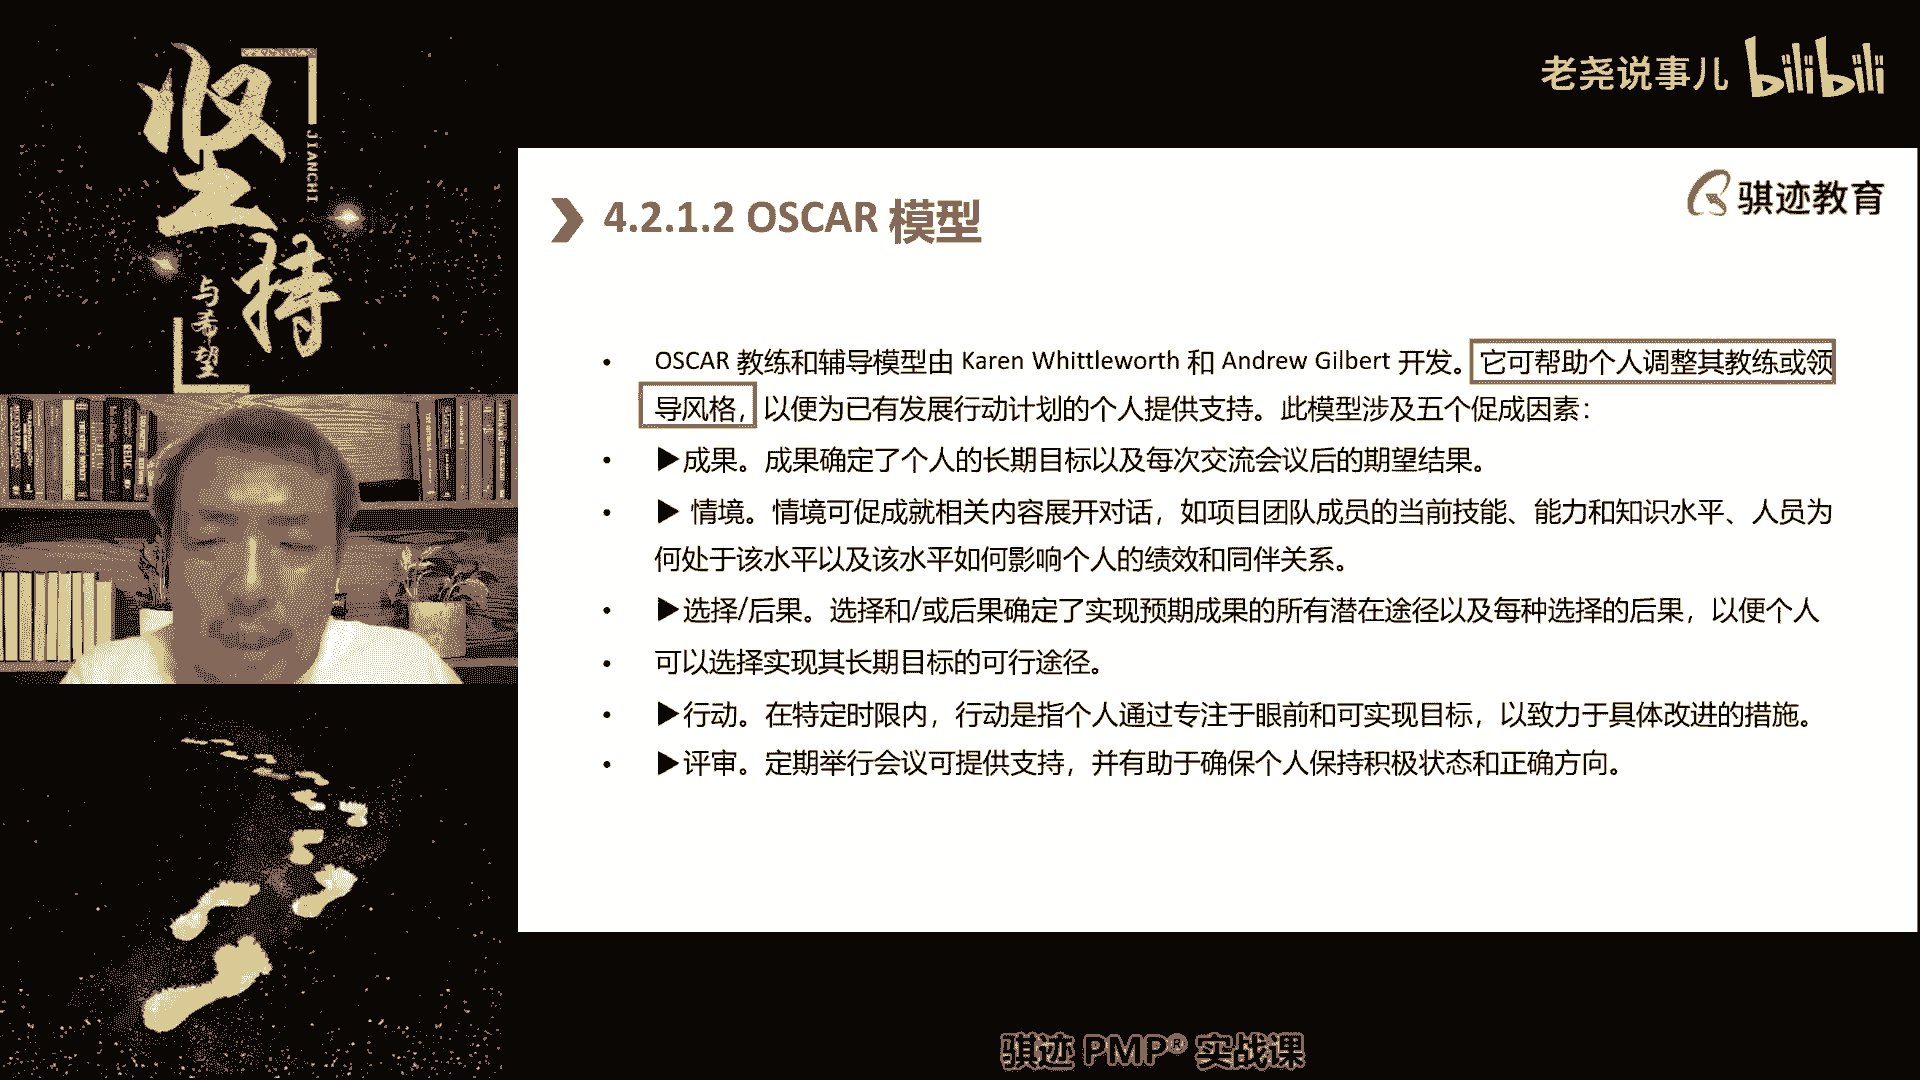 坚持
JIANCHI
与希望
老尧说事儿 bilibili
骐迹教育
4.2.1.2 OSCAR 模型
• OSCAR 教练和辅导模型由 Karen Whittleworth 和 Andrew Gilbert 开发。它可帮助个人调整其教练或领
导风格，以便为已有发展行动计划的个人提供支持。此模型涉及五个促成因素：
• ▶成果。成果确定了个人的长期目标以及每次交流会议后的期望结果。
• ▶ 情境。情境可促成就相关内容展开对话，如项目团队成员的当前技能、能力和知识水平、人员为
何处于该水平以及该水平如何影响个人的绩效和同伴关系。
• ▶选择/后果。选择和/或后果确定了实现预期成果的所有潜在途径以及每种选择的后果，以便个人
• 可以选择实现其长期目标的可行途径。
• ▶行动。在特定时限内，行动是指个人通过专注于眼前和可实现目标，以致力于具体改进的措施。
• ▶评审。定期举行会议可提供支持，并有助于确保个人保持积极状态和正确方向。
骐迹 PMP® 实战课